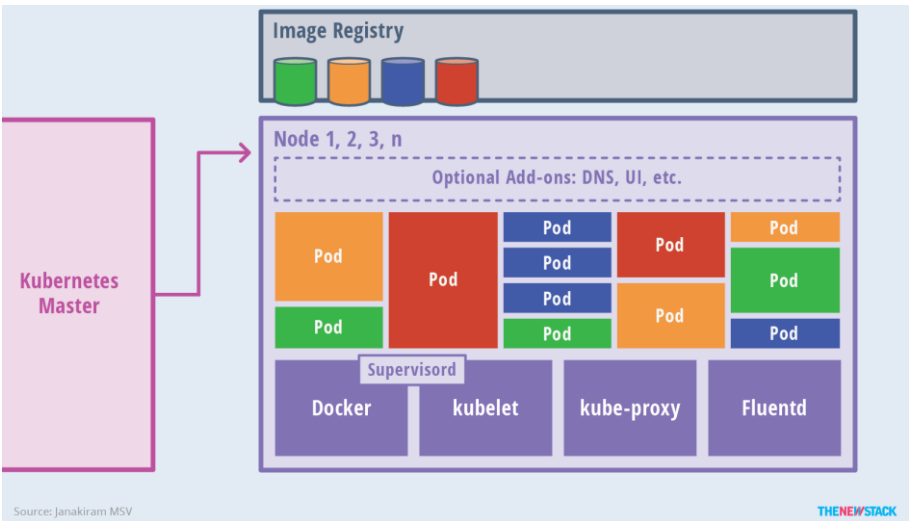 Image Registry
Node 1, 2, 3, n
Optional Add-ons: DNS, UI, etc.
Kubernetes
Master
Pod
Pod
Pod
Pod
Pod
Pod
Pod
Pod
Pod
Pod
Pod
Pod
Supervisord
Docker
kubelet
kube-proxy
Fluentd
Source: Janakiram MSV
THENEWSTACK